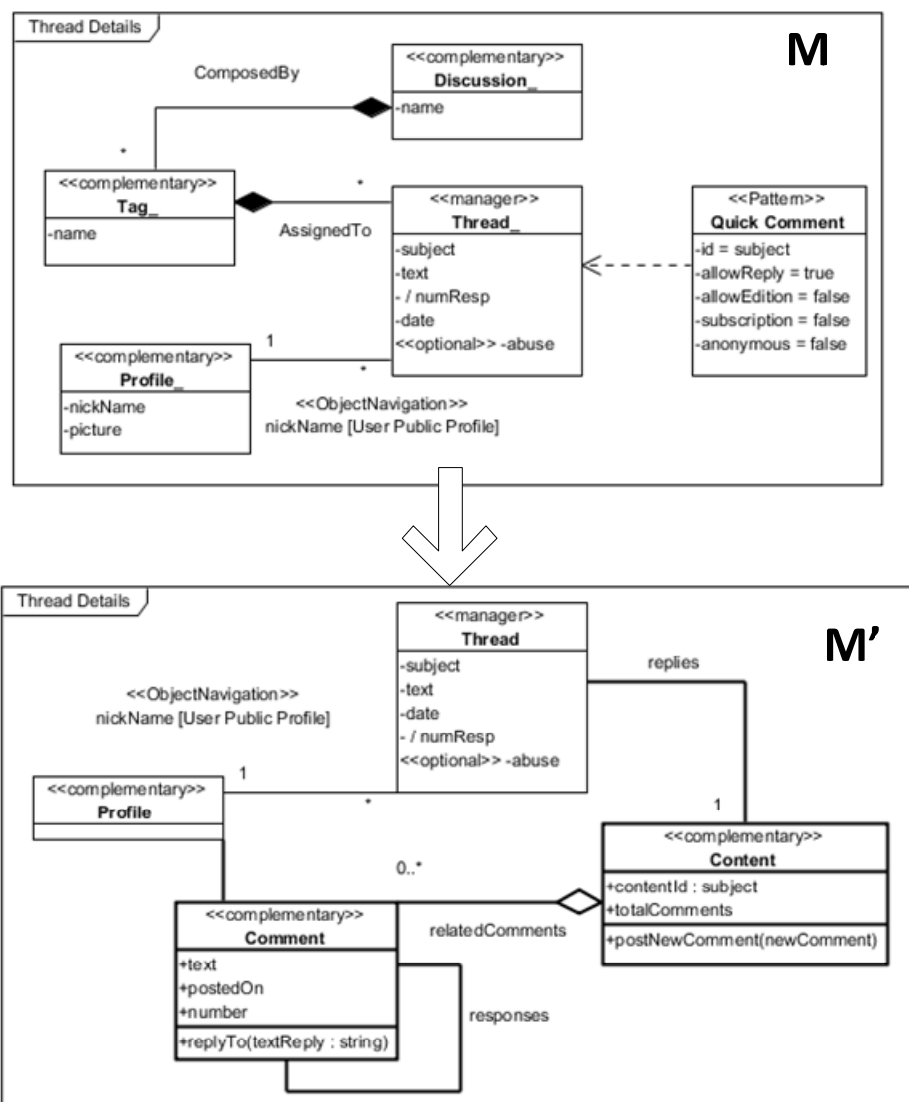 Thread Details
M
<<complementary>>
Discussion_
-name
ComposedBy
*
<<complementary>>
Tag_
-name
*
AssignedTo
<<manager>>
Thread_
-subject
-text
- / numResp
-date
<<optional>> -abuse
<<Pattern>>
Quick Comment
-id = subject
-allowReply = true
-allowEdition = false
-subscription = false
-anonymous = false
1
*
<<complementary>>
Profile_
-nickName
-picture
<<ObjectNavigation>>
nickName [User Public Profile]
Thread Details
M’
<<manager>>
Thread
-subject
-text
-date
- / numResp
<<optional>> -abuse
replies
<<ObjectNavigation>>
nickName [User Public Profile]
1
*
1
<<complementary>>
Profile
<<complementary>>
Content
+contentId : subject
+totalComments
+postNewComment(newComment)
0..*
relatedComments
<<complementary>>
Comment
+text
+postedOn
+number
+replyTo(textReply : string)
responses